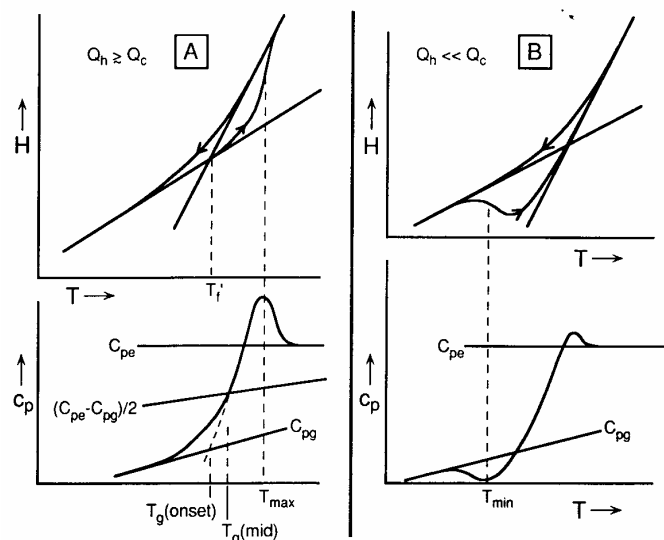 Qh ≳ Qc
A
H
T
Tf'
Cpe
cp
(Cpe-Cpg)/2
Cpg
Tg(onset)
Tg(mid)
Tmax
Qh << Qc
B
H
T
Cpe
cp
Cpg
Tmin
T